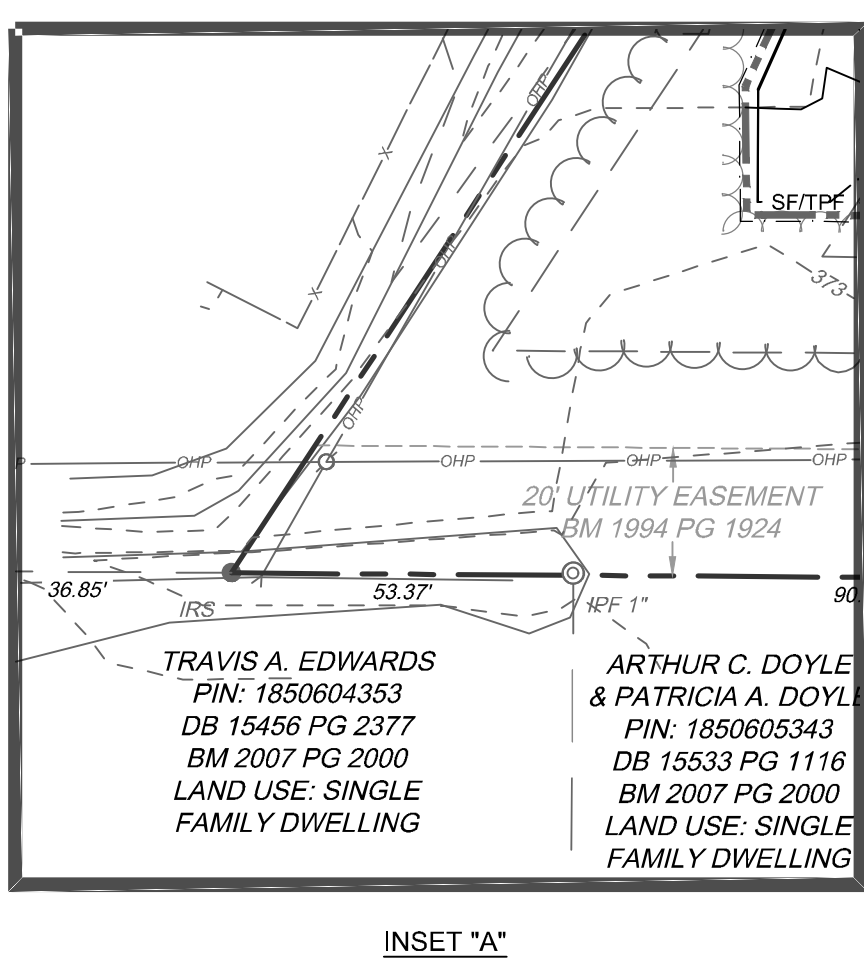 OHP
SF/TPF
OHP
373
OHP
P
OHP
OHP
OHP
OHP
20' UTILITY EASEMENT
BM 1994 PG 1924
36.85'
53.37'
90.
IRS
IPF 1"
TRAVIS A. EDWARDS
PIN: 1850604353
DB 15456 PG 2377
BM 2007 PG 2000
LAND USE: SINGLE
FAMILY DWELLING
ARTHUR C. DOYLE
& PATRICIA A. DOYLE
PIN: 1850605343
DB 15533 PG 1116
BM 2007 PG 2000
LAND USE: SINGLE
FAMILY DWELLING
INSET "A"